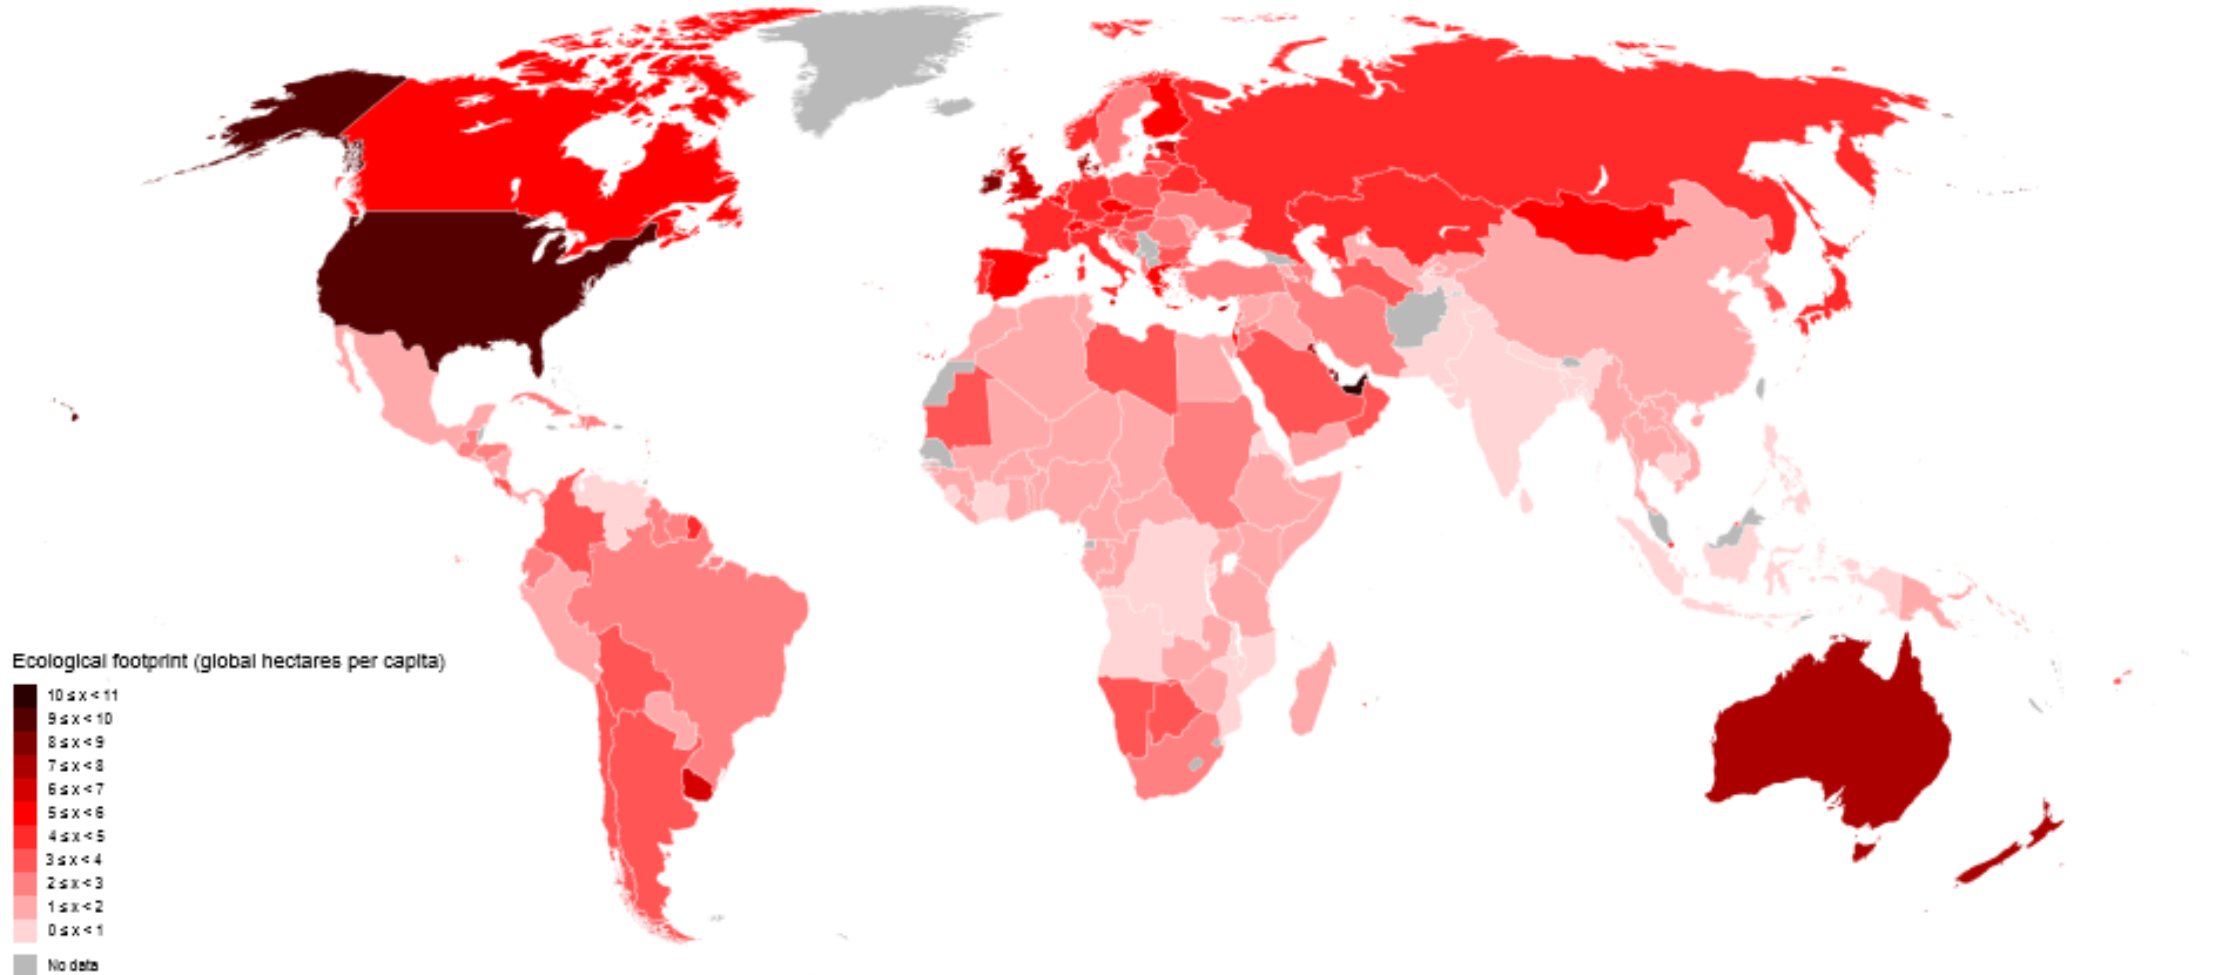 Ecological footprint (global hectares per capita)
10 ≤ x < 11
9 ≤ x < 10
8 ≤ x < 9
7 ≤ x < 8
6 ≤ x < 7
5 ≤ x < 6
4 ≤ x < 5
3 ≤ x < 4
2 ≤ x < 3
1 ≤ x < 2
0 ≤ x < 1
No data